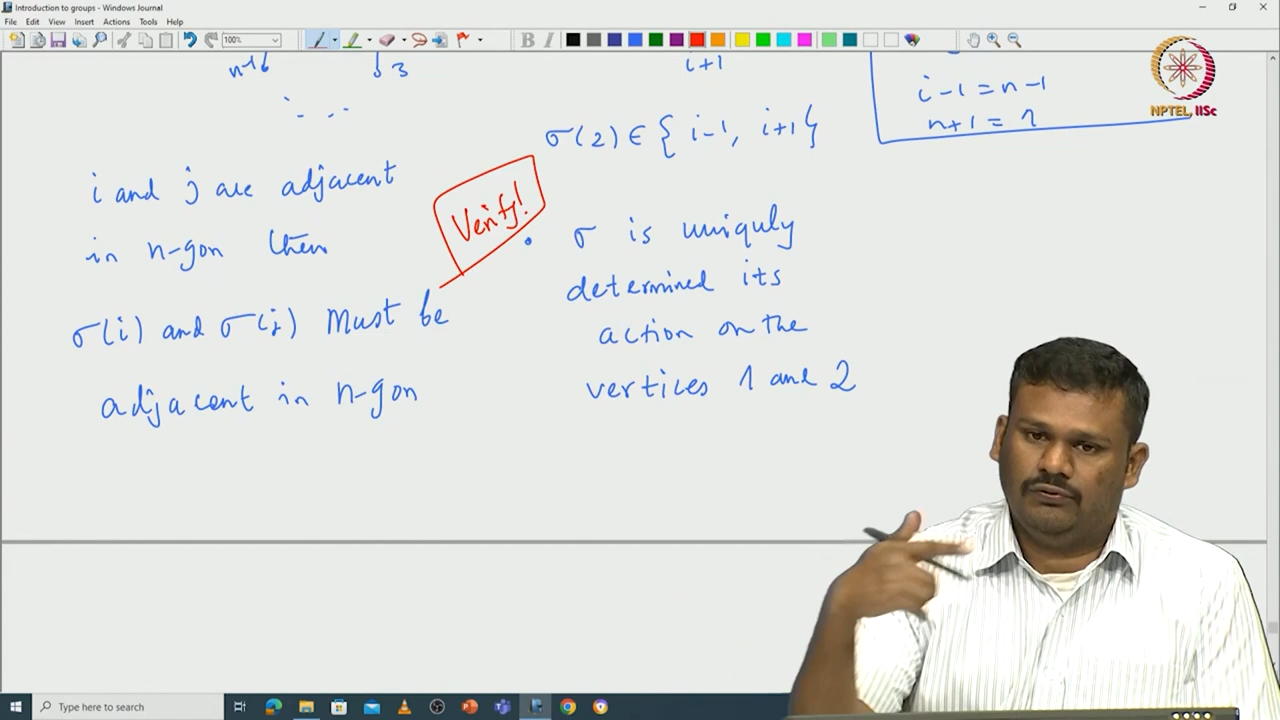 Introduction to groups - Windows Journal
File Edit View Insert Actions Tools Help
100%
n-1 3
i+1
i-1 = n-1
n+1 = 1
NPTEL, IISc
σ(2) ∈ { i-1, i+1 }
i and j are adjacent
in n-gon then
σ(i) and σ(j) Must be
adjacent in n-gon
Verify!
• σ is uniquly
determined its
action on the
vertices 1 and 2
Type here to search